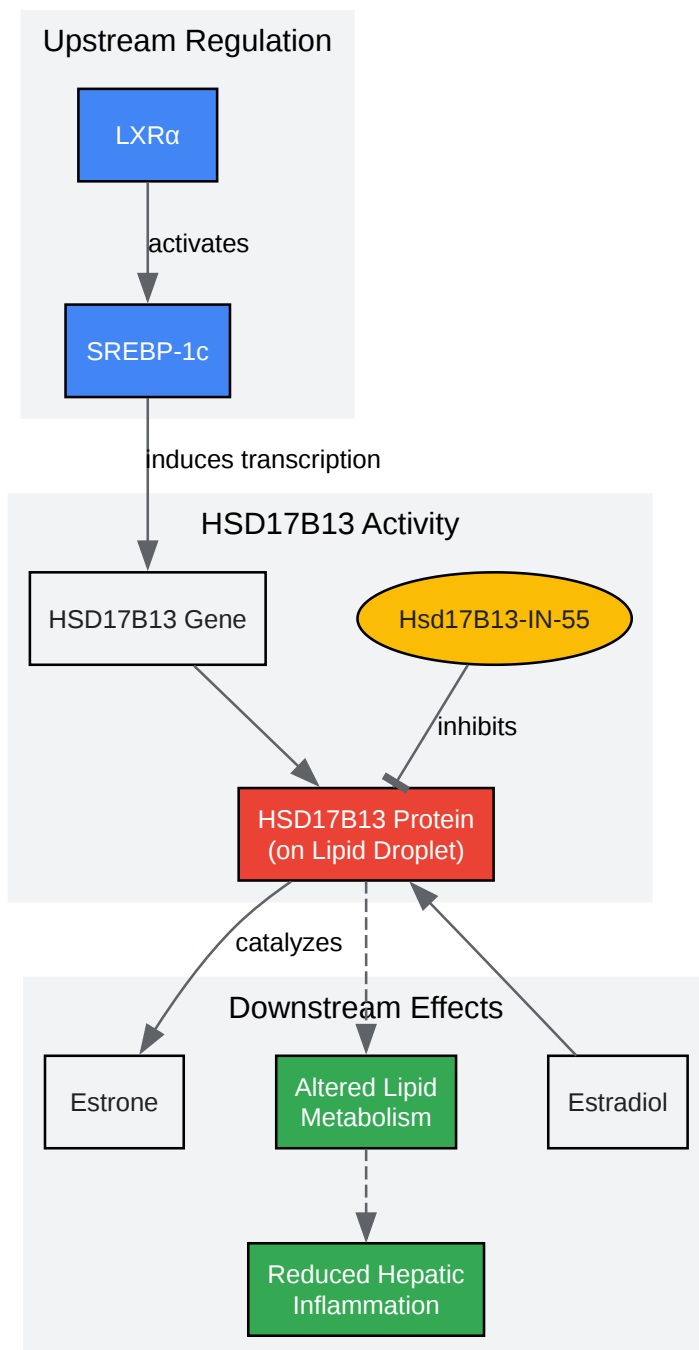 Upstream Regulation
LXRα
activates
SREBP-1c
induces transcription
HSD17B13 Activity
HSD17B13 Gene
Hsd17B13-IN-55
inhibits
HSD17B13 Protein
(on Lipid Droplet)
catalyzes
Downstream Effects
Estrone
Altered Lipid
Metabolism
Estradiol
Reduced Hepatic
Inflammation